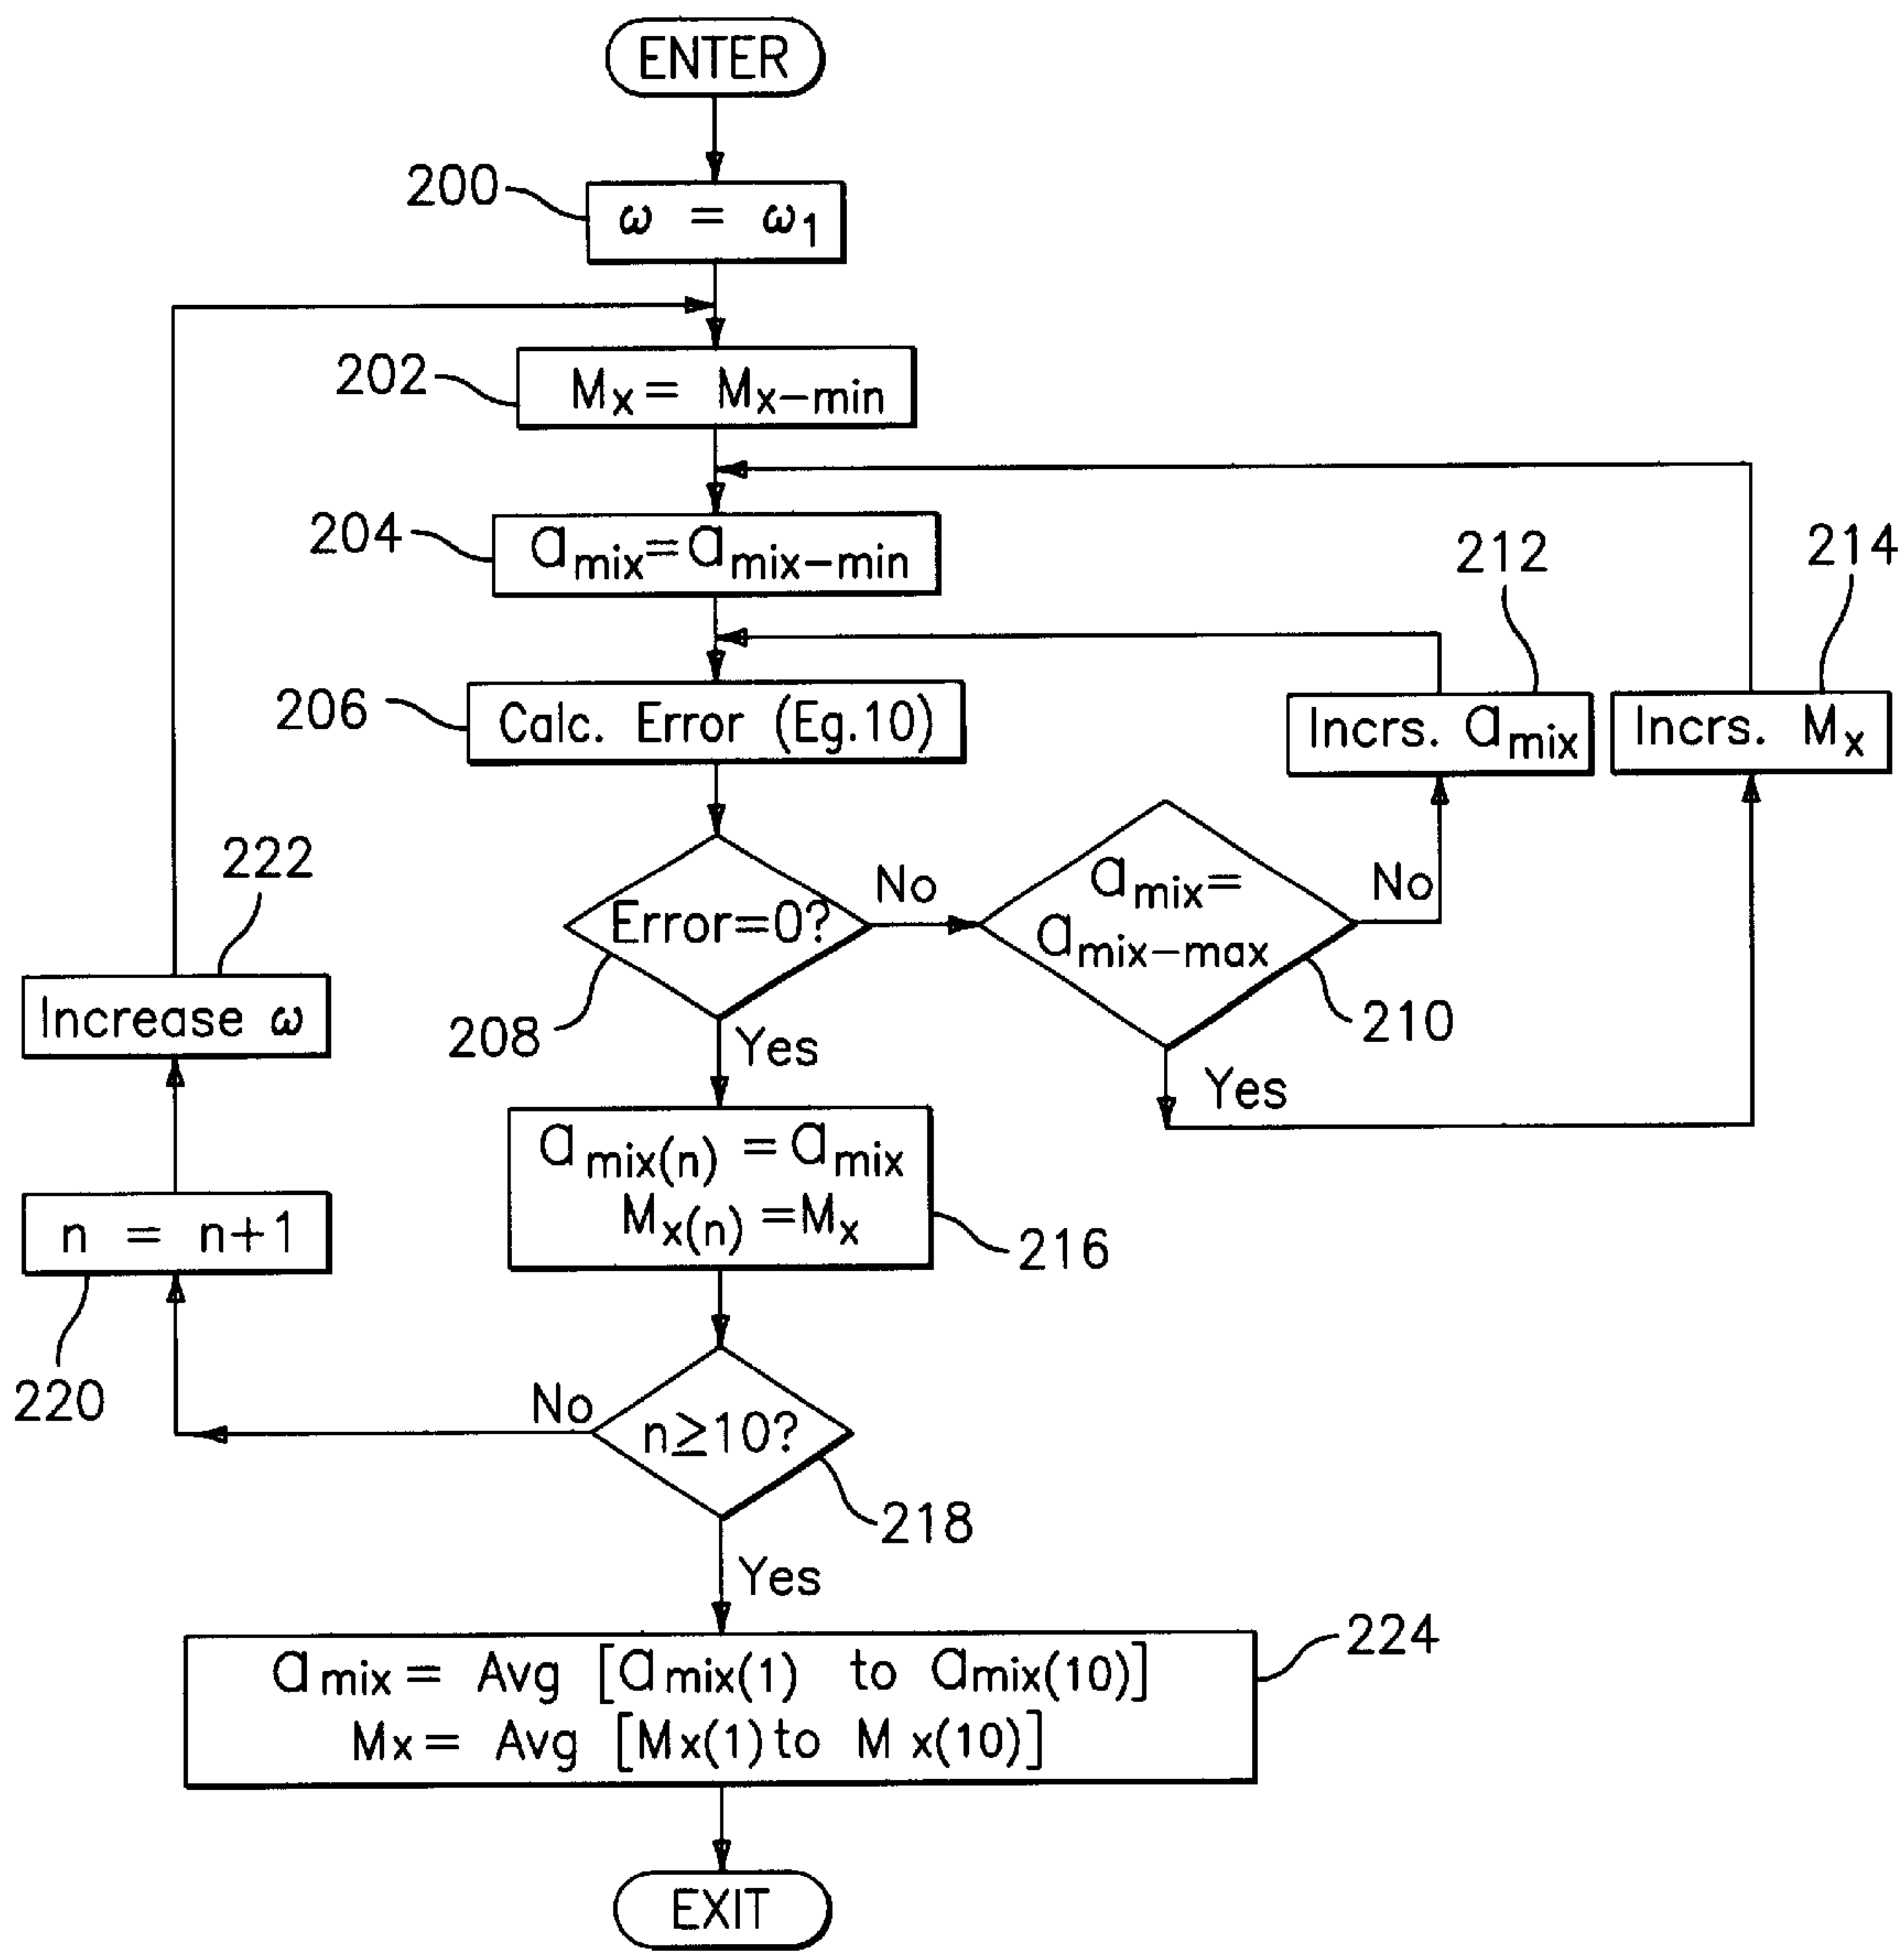 ENTER
200
ω = ω1
202
Mx = Mx-min
204
amix=amix-min
212
214
206
Calc. Error (Eg.10)
Incrs. amix
Incrs. Mx
222
Error=0?
No
amix=
amix-max
No
208
210
Increase ω
Yes
Yes
amix(n) = amix
Mx(n) =Mx
216
n = n+1
220
No
n≥10?
218
Yes
224
amix = Avg [amix(1) to amix(10)]
Mx = Avg [Mx(1) to Mx(10)]
EXIT